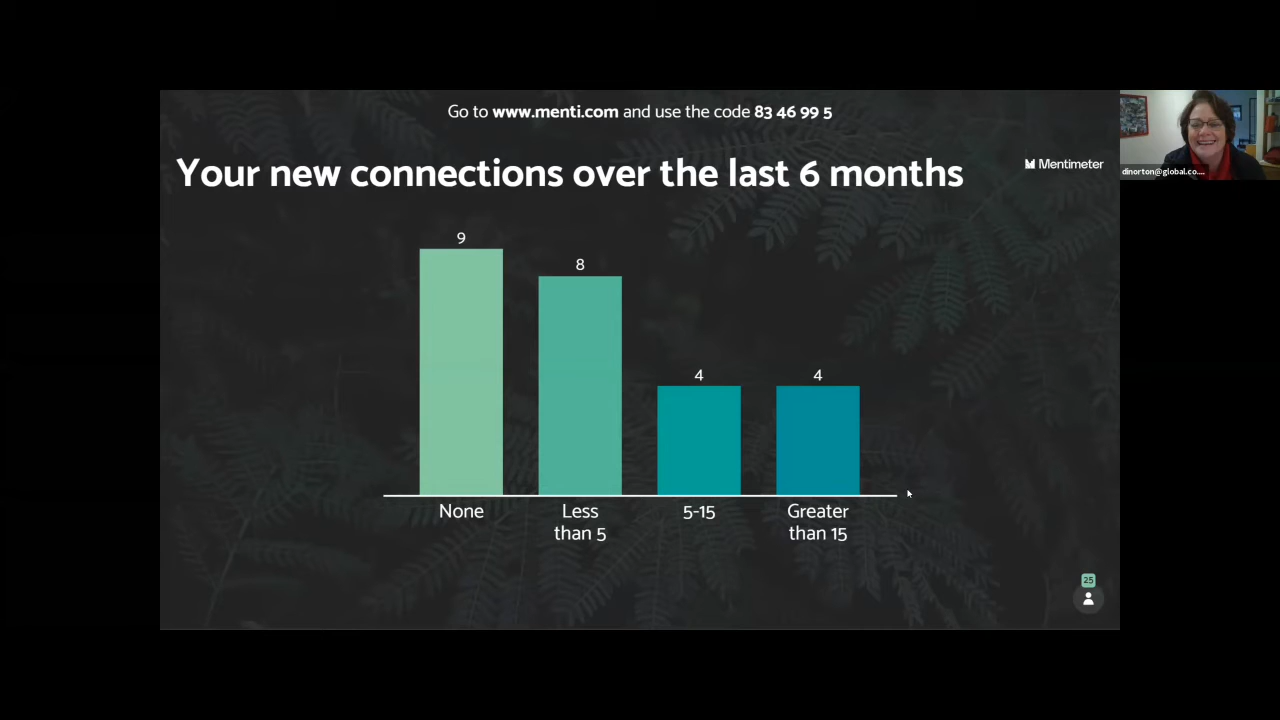 Go to www.menti.com and use the code 83 46 99 5
Your new connections over the last 6 months
Mentimeter
dinorton@global.co....
9
8
4
4
None
Less
than 5
5-15
Greater
than 15
25